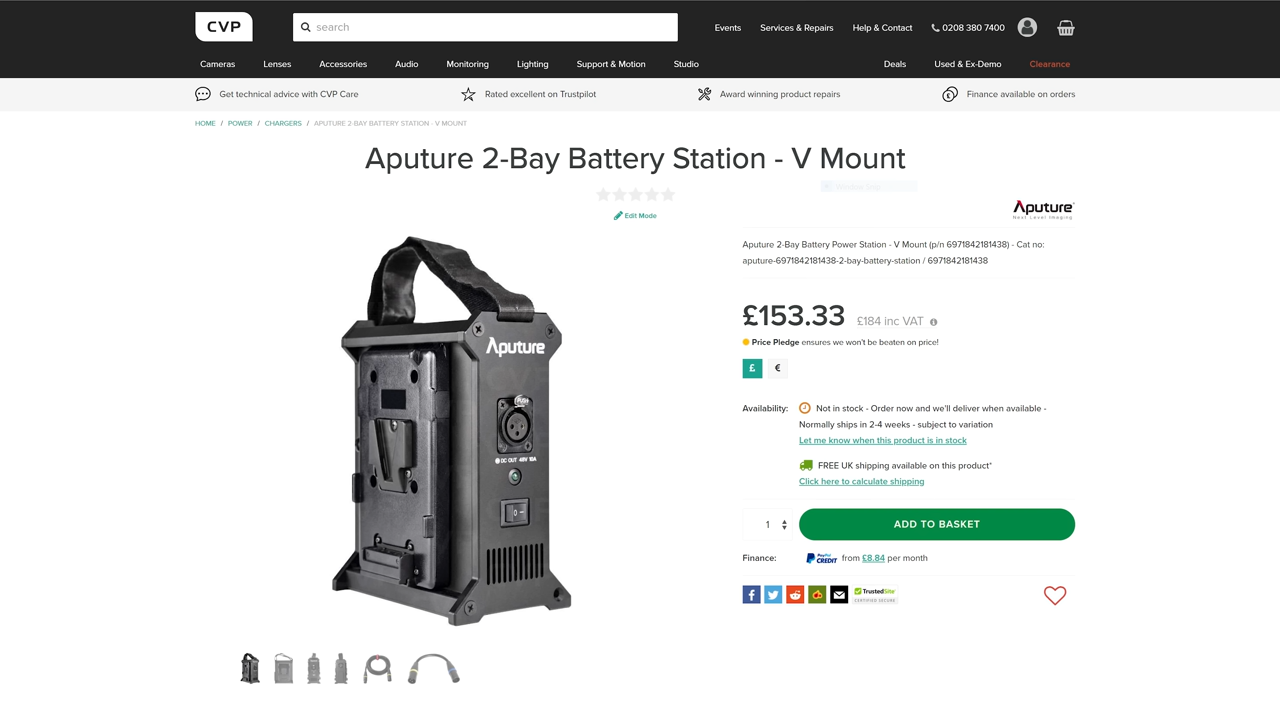 CVP
search
Events
Services & Repairs
Help & Contact
0208 380 7400
Cameras
Lenses
Accessories
Audio
Monitoring
Lighting
Support & Motion
Studio
Deals
Used & Ex-Demo
Clearance
Get technical advice with CVP Care
Rated excellent on Trustpilot
Award winning product repairs
Finance available on orders
HOME / POWER / CHARGERS / APUTURE 2-BAY BATTERY STATION - V MOUNT
Aputure 2-Bay Battery Station - V Mount
Edit Mode
Aputure
Next Level Imaging
Aputure 2-Bay Battery Power Station - V Mount (p/n 6971842181438) - Cat no:
aputure-6971842181438-2-bay-battery-station / 6971842181438
£153.33 £184 inc VAT
Price Pledge ensures we won't be beaten on price!
£ €
Availability: Not in stock - Order now and we'll deliver when available -
Normally ships in 2-4 weeks - subject to variation
Let me know when this product is in stock
FREE UK shipping available on this product*
Click here to calculate shipping
1 ADD TO BASKET
Finance: PayPal CREDIT from £8.84 per month
TrustedSite
CERTIFIED SECURE
Aputure
PUSH
DC OUT 48V 10A